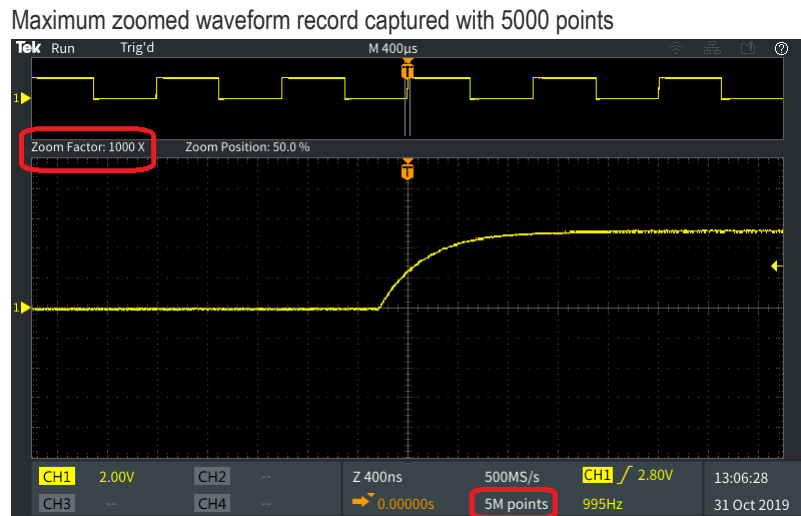 Maximum zoomed waveform record captured with 5000 points
Tek Run Trig'd M 400µs
T
1
Zoom Factor: 1000 X Zoom Position: 50.0 %
T
1
CH1 2.00V CH2 -- Z 400ns 500MS/s CH1 2.80V 13:06:28
CH3 -- CH4 -- 0.00000s 5M points 995Hz 31 Oct 2019